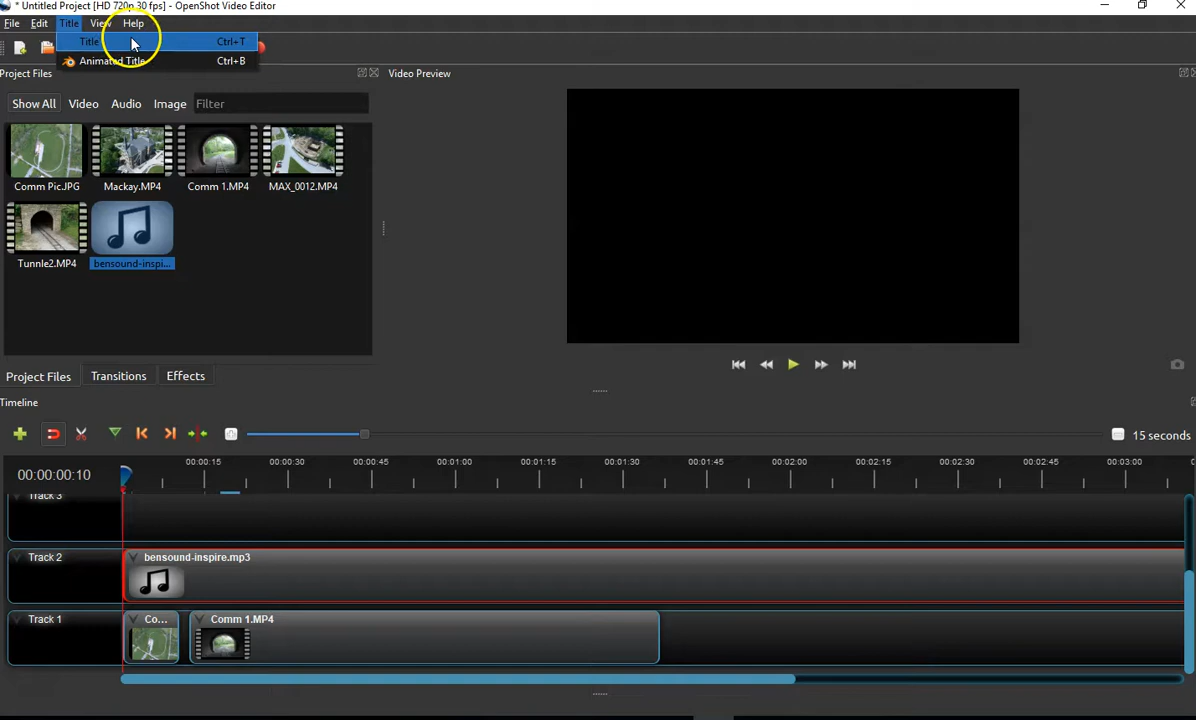 * Untitled Project [HD 720p 30 fps] - OpenShot Video Editor
File Edit Title View Help
Title Ctrl+T
Animated Title Ctrl+B
Project Files
Video Preview
Show All Video Audio Image Filter
Comm Pic.JPG Mackay.MP4 Comm 1.MP4 MAX_0012.MP4
Tunnle2.MP4 bensound-inspi...
Project Files Transitions Effects
Timeline
15 seconds
00:00:00:10
00:00:15 00:00:30 00:00:45 00:01:00 00:01:15 00:01:30 00:01:45 00:02:00 00:02:15 00:02:30 00:02:45 00:03:00
Track 3
Track 2 bensound-inspire.mp3
Track 1 Co... Comm 1.MP4